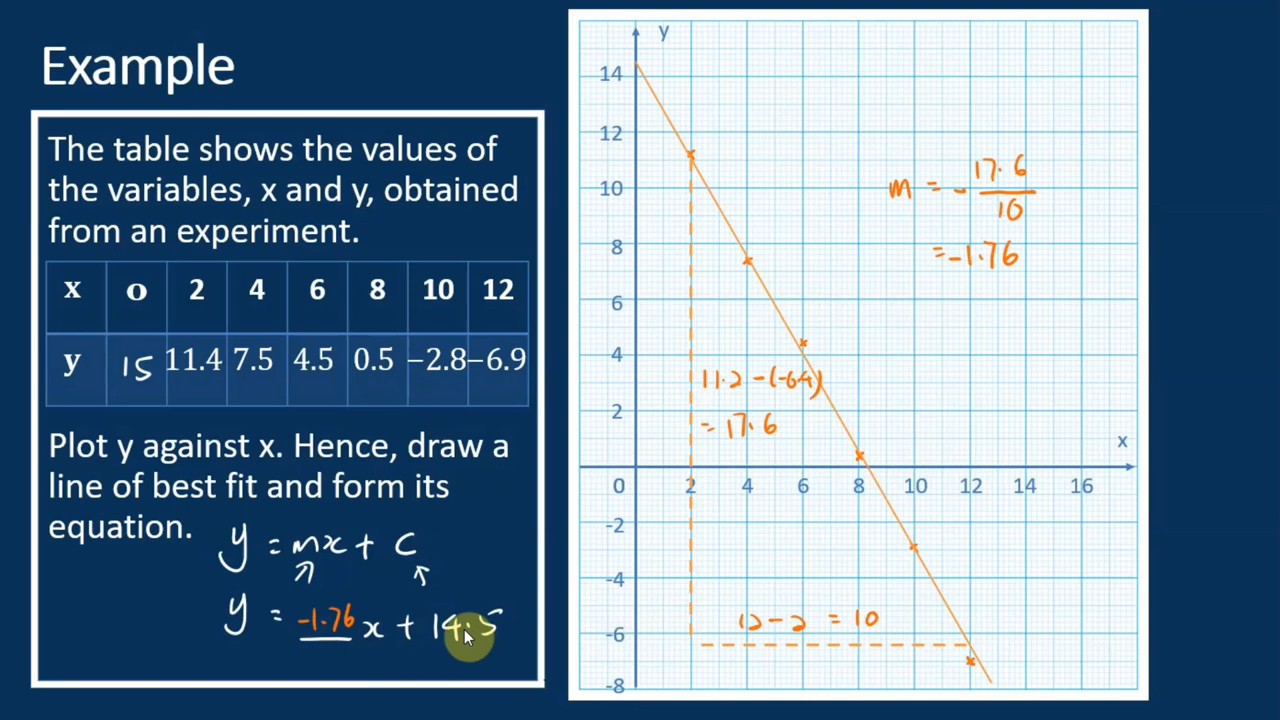 Example
The table shows the values of
the variables, x and y, obtained
from an experiment.
x 0 2 4 6 8 10 12
y 15 11.4 7.5 4.5 0.5 −2.8 −6.9
Plot y against x. Hence, draw a
line of best fit and form its
equation.
y = mx + c
y = -1.76 x + 14.5
y
14
12
10
8
6
4
2
0 2 4 6 8 10 12 14 16
x
-2
-4
-6
-8
m = - 17.6
10
= -1.76
11.2 - (-6.4)
= 17.6
12 - 2 = 10